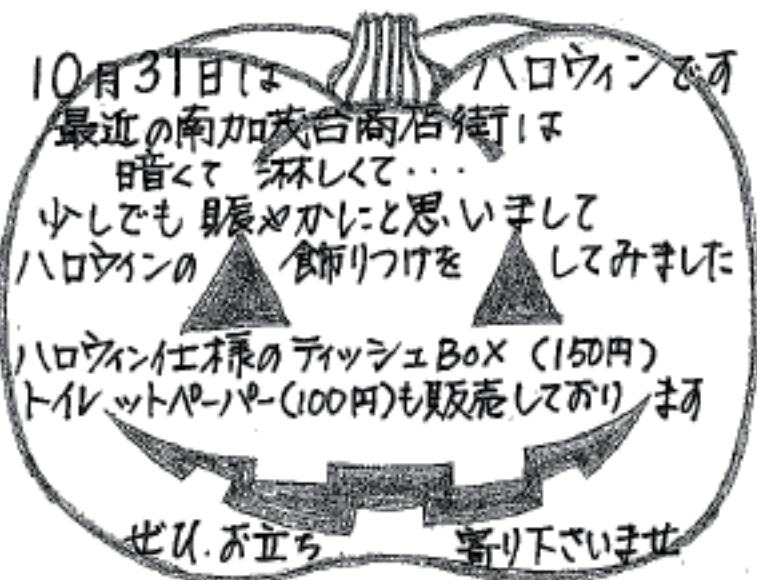 10月31日は ハロウィンです
最近の南加茂台商店街は
暗くて 淋しくて・・・
少しでも賑やかにと思いまして
ハロウィンの 飾りつけを してみました
ハロウィン仕様のティッシュBOX (150円)
トイレットペーパー(100円)も販売しております
ぜひ、お立ち 寄り下さいませ